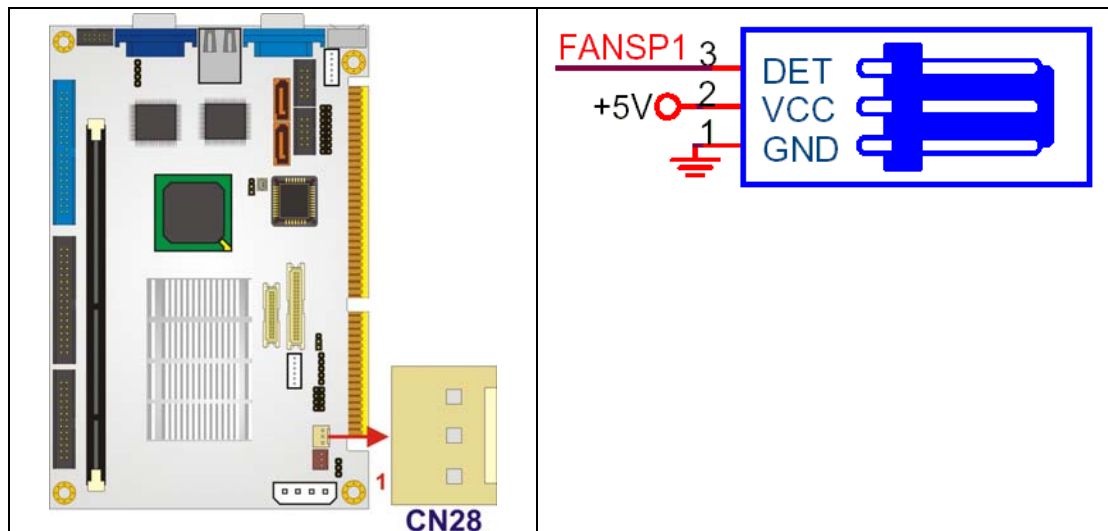 1
CN28
FANSP1 3 DET
+5V 2 VCC
1 GND